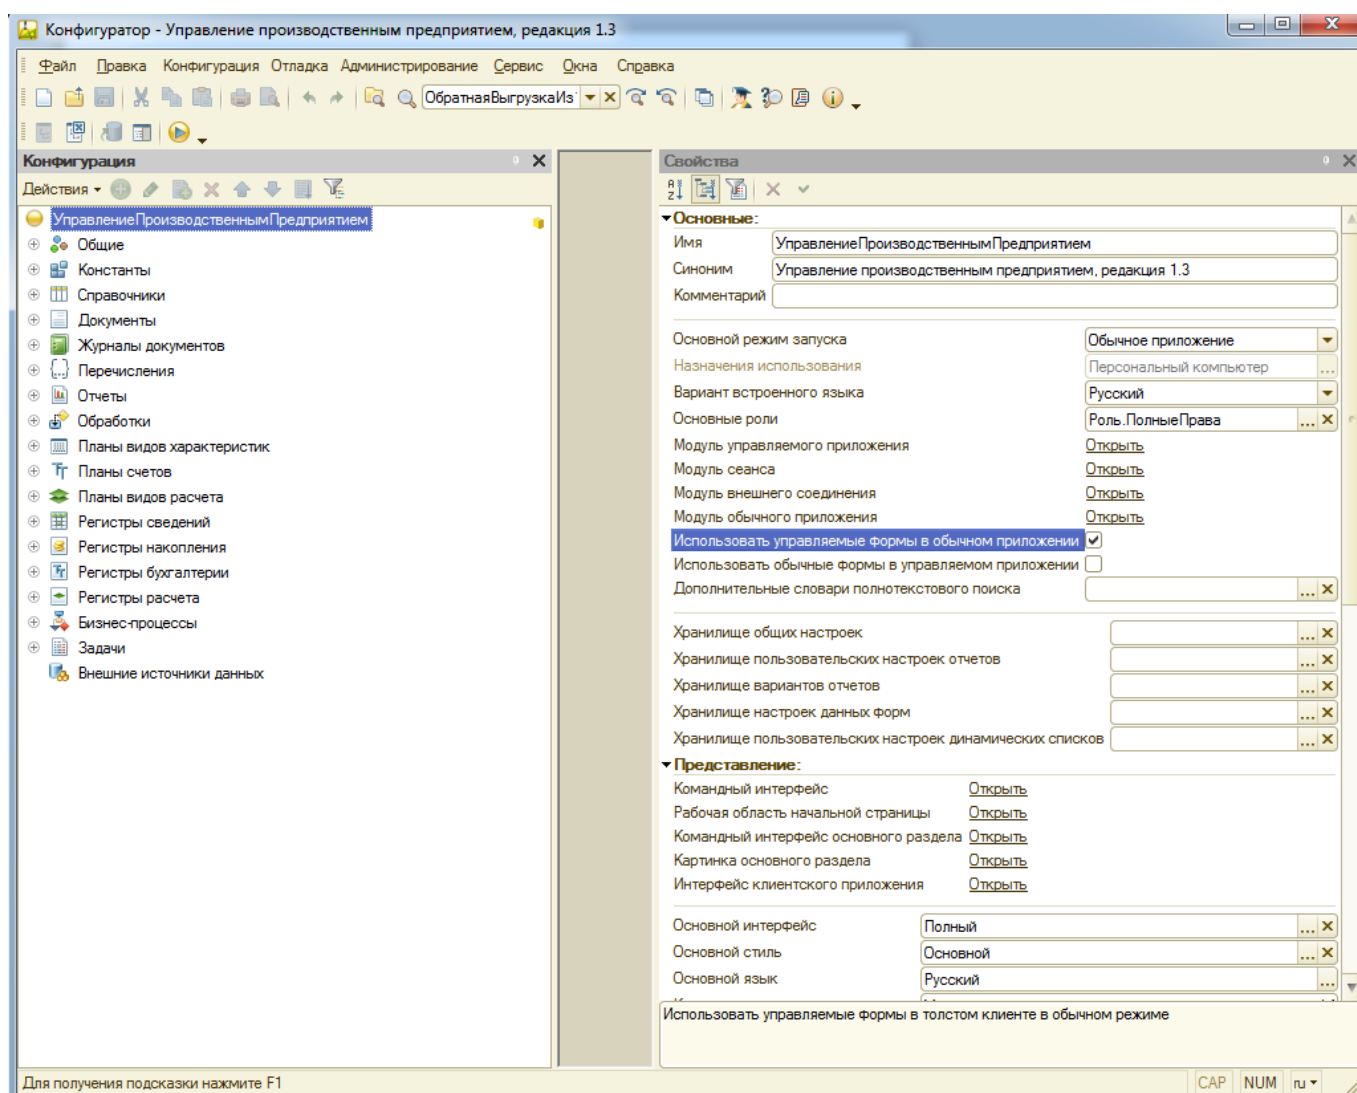 Конфигуратор - Управление производственным предприятием, редакция 1.3
Файл Правка Конфигурация Отладка Администрирование Сервис Окна Справка
ОбратнаяВыгрузкаИз
Конфигурация
Действия
УправлениеПроизводственнымПредприятием
Общие
Константы
Справочники
Документы
Журналы документов
Перечисления
Отчеты
Обработки
Планы видов характеристик
Планы счетов
Планы видов расчета
Регистры сведений
Регистры накопления
Регистры бухгалтерии
Регистры расчета
Бизнес-процессы
Задачи
Внешние источники данных
Свойства
Основные:
Имя УправлениеПроизводственнымПредприятием
Синоним Управление производственным предприятием, редакция 1.3
Комментарий
Основной режим запуска Обычное приложение
Назначения использования Персональный компьютер ...
Вариант встроенного языка Русский
Основные роли Роль.ПолныеПрава ...
Модуль управляемого приложения Открыть
Модуль сеанса Открыть
Модуль внешнего соединения Открыть
Модуль обычного приложения Открыть
Использовать управляемые формы в обычном приложении
Использовать обычные формы в управляемом приложении
Дополнительные словари полнотекстового поиска ...
Хранилище общих настроек ...
Хранилище пользовательских настроек отчетов ...
Хранилище вариантов отчетов ...
Хранилище настроек данных форм ...
Хранилище пользовательских настроек динамических списков ...
Представление:
Командный интерфейс Открыть
Рабочая область начальной страницы Открыть
Командный интерфейс основного раздела Открыть
Картинка основного раздела Открыть
Интерфейс клиентского приложения Открыть
Основной интерфейс Полный ...
Основной стиль Основной ...
Основной язык Русский ...
Использовать управляемые формы в толстом клиенте в обычном режиме
Для получения подсказки нажмите F1
CAP NUM ru